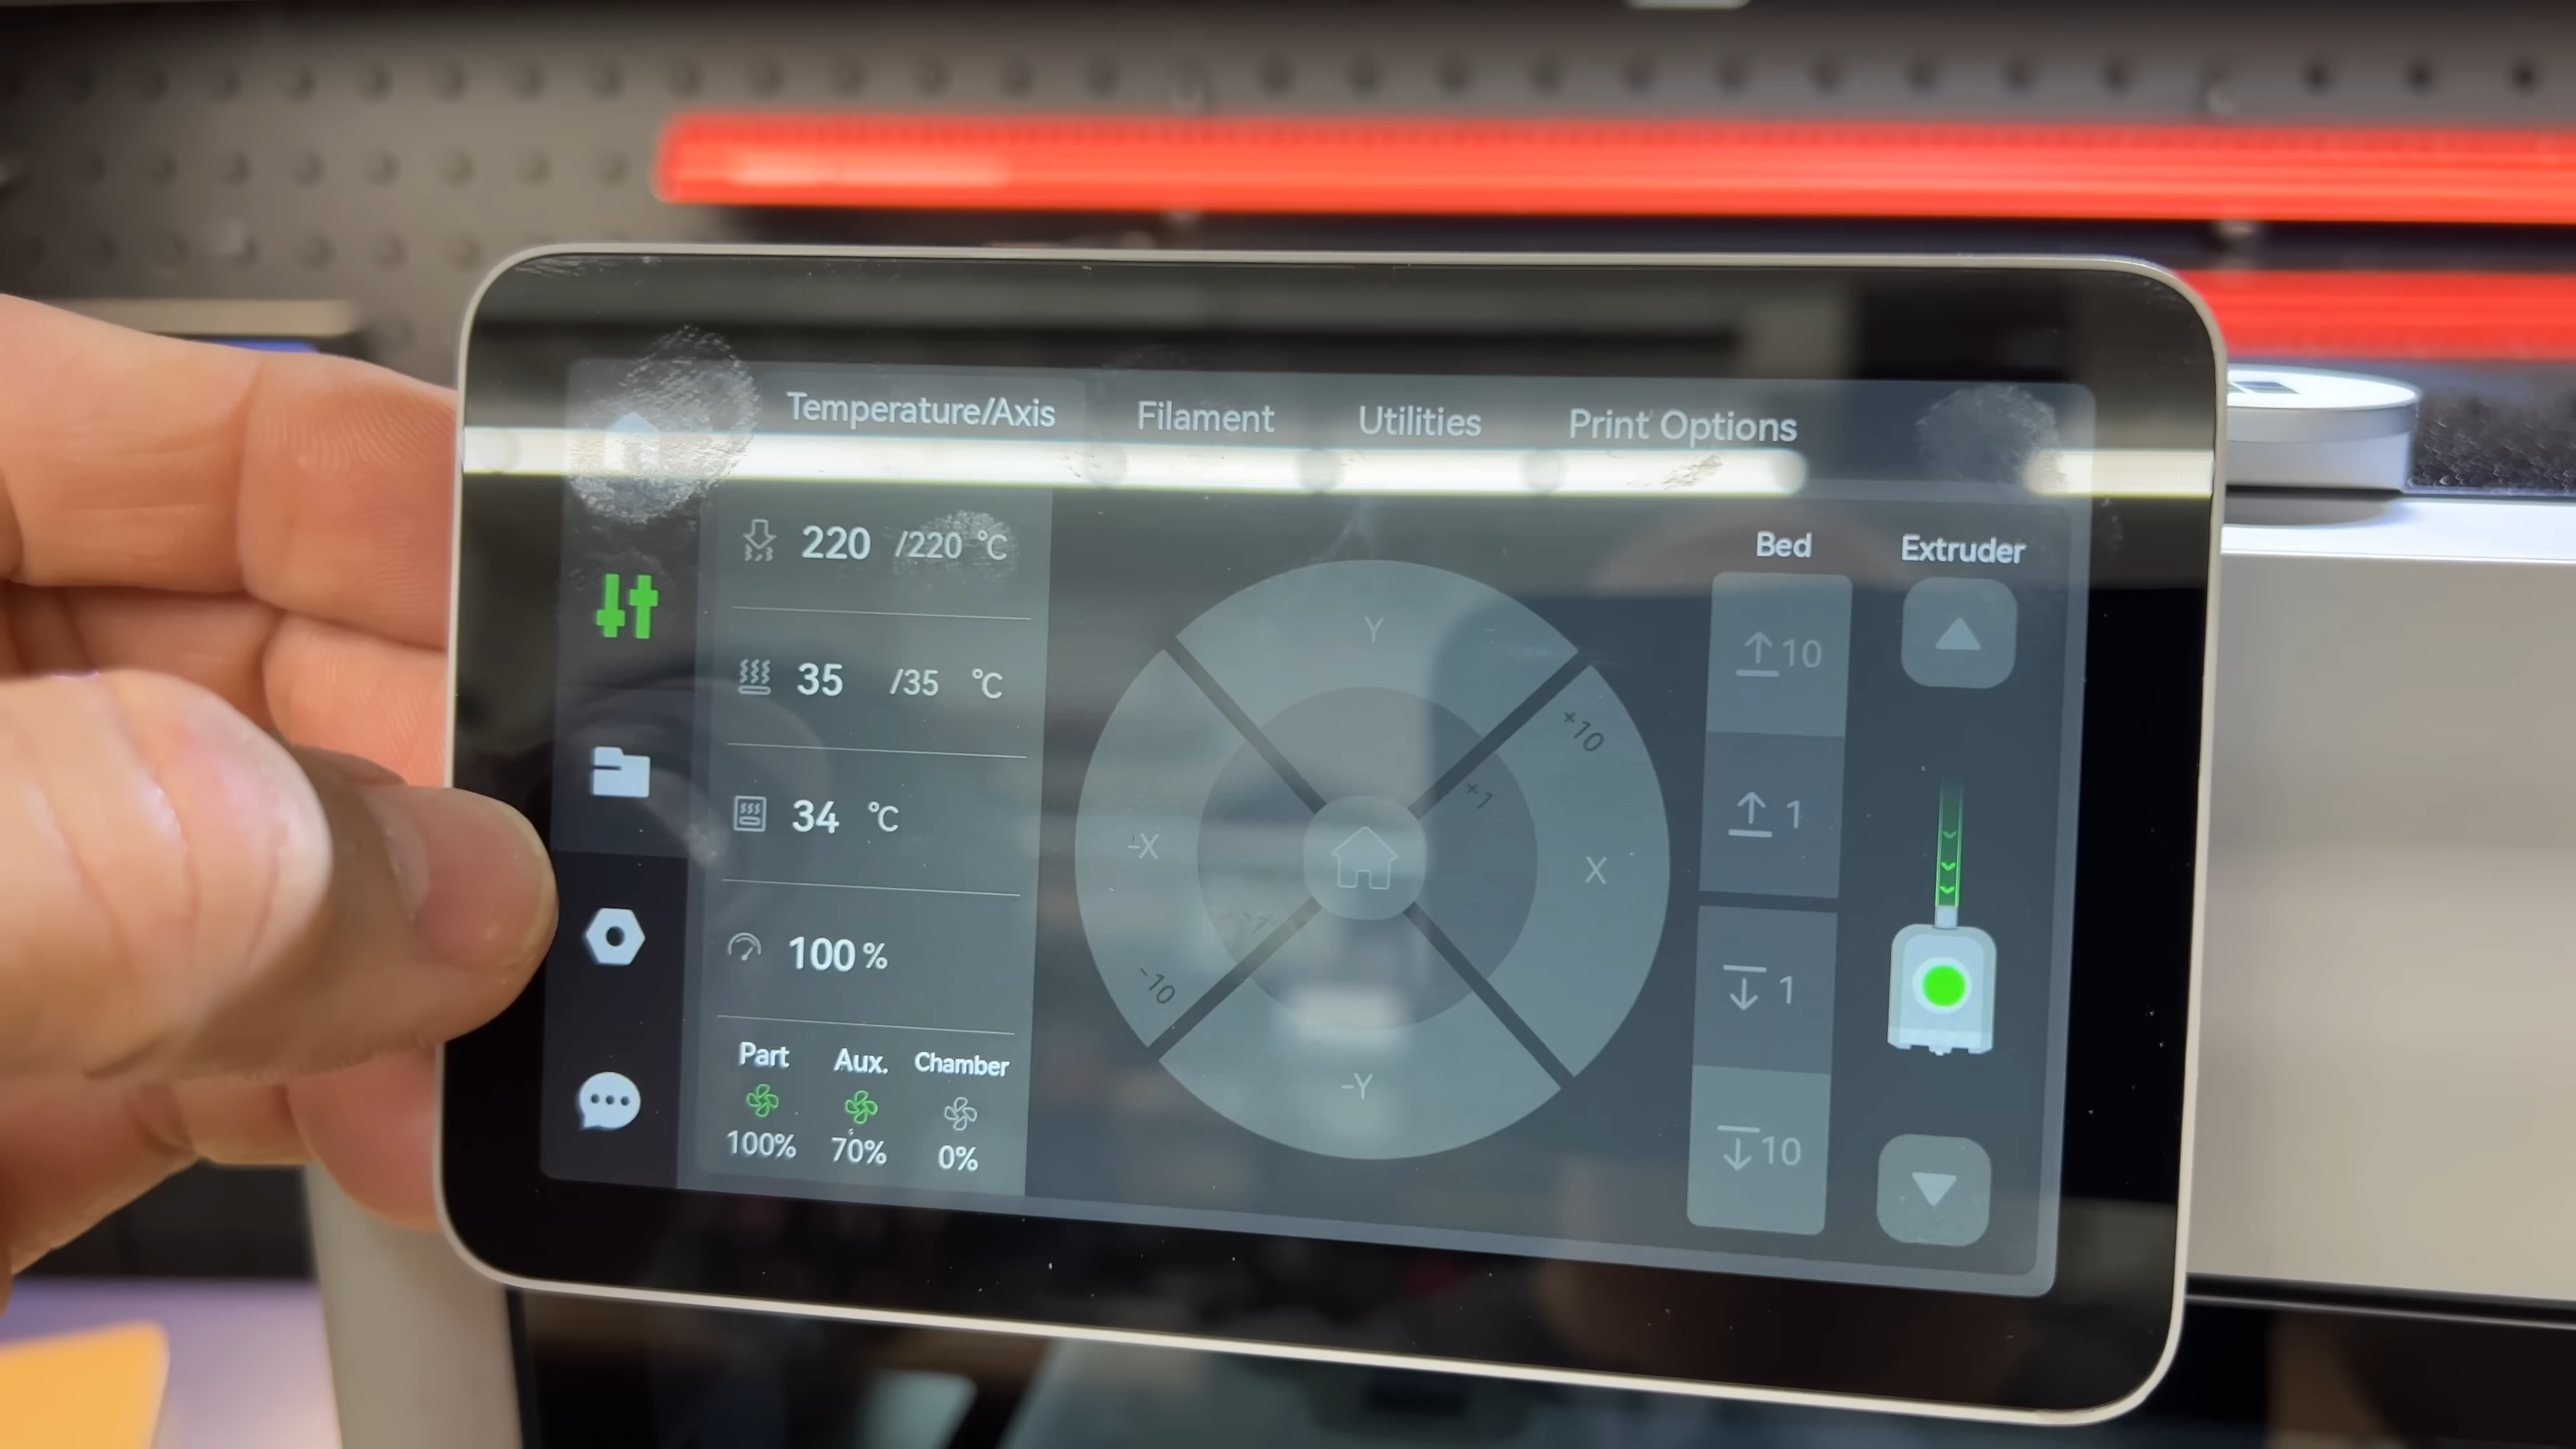 Temperature/Axis Filament Utilities Print Options
220 /220 °C
35 /35 °C
34 °C
100 %
Part Aux. Chamber
100% 70% 0%
Y
+10
+1
-X
X
-1
-10
-Y
Bed
10
1
1
10
Extruder